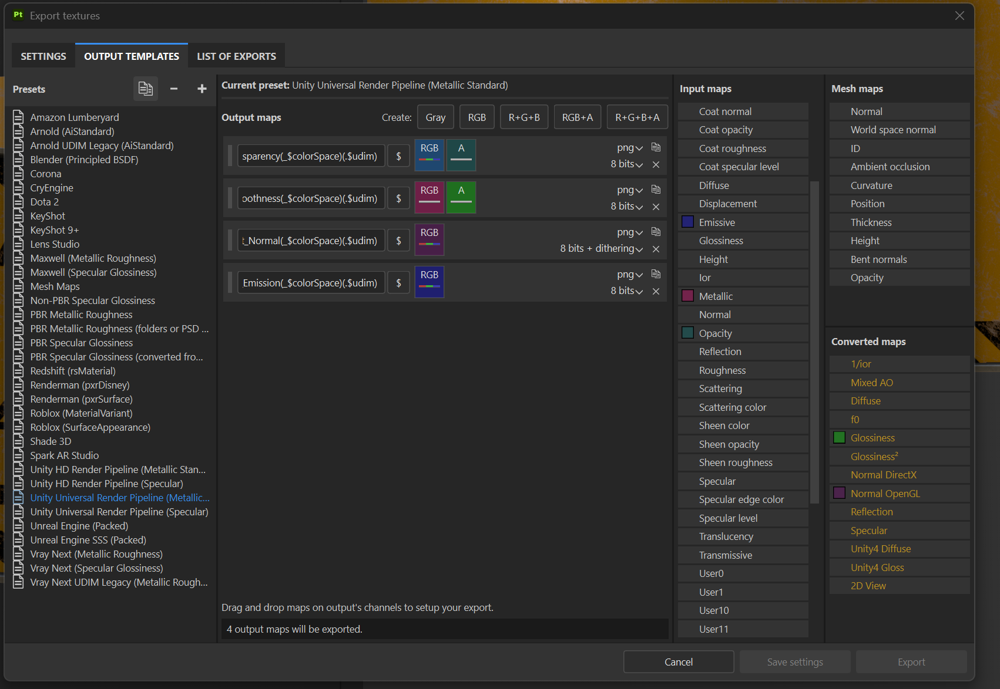 Pt Export textures
SETTINGS
OUTPUT TEMPLATES
LIST OF EXPORTS
Presets
Amazon Lumberyard
Arnold (AiStandard)
Arnold UDIM Legacy (AiStandard)
Blender (Principled BSDF)
Corona
CryEngine
Dota 2
KeyShot
KeyShot 9+
Lens Studio
Maxwell (Metallic Roughness)
Maxwell (Specular Glossiness)
Mesh Maps
Non-PBR Specular Glossiness
PBR Metallic Roughness
PBR Metallic Roughness (folders or PSD ...
PBR Specular Glossiness
PBR Specular Glossiness (converted fro...
Redshift (rsMaterial)
Renderman (pxrDisney)
Renderman (pxrSurface)
Roblox (MaterialVariant)
Roblox (SurfaceAppearance)
Shade 3D
Spark AR Studio
Unity HD Render Pipeline (Metallic Stan...
Unity HD Render Pipeline (Specular)
Unity Universal Render Pipeline (Metallic...
Unity Universal Render Pipeline (Specular)
Unreal Engine (Packed)
Unreal Engine SSS (Packed)
Vray Next (Metallic Roughness)
Vray Next (Specular Glossiness)
Vray Next UDIM Legacy (Metallic Rough...
Current preset: Unity Universal Render Pipeline (Metallic Standard)
Output maps
Create: Gray RGB R+G+B RGB+A R+G+B+A
sparency(_$colorSpace)(.$udim) $ RGB A png
8 bits
oothness(_$colorSpace)(.$udim) $ RGB A png
8 bits
t_Normal(_$colorSpace)(.$udim) $ RGB png
8 bits + dithering
Emission(_$colorSpace)(.$udim) $ RGB png
8 bits
Drag and drop maps on output's channels to setup your export.
4 output maps will be exported.
Input maps
Coat normal
Coat opacity
Coat roughness
Coat specular level
Diffuse
Displacement
Emissive
Glossiness
Height
Ior
Metallic
Normal
Opacity
Reflection
Roughness
Scattering
Scattering color
Sheen color
Sheen opacity
Sheen roughness
Specular
Specular edge color
Specular level
Translucency
Transmissive
User0
User1
User10
User11
Mesh maps
Normal
World space normal
ID
Ambient occlusion
Curvature
Position
Thickness
Height
Bent normals
Opacity
Converted maps
1/ior
Mixed AO
Diffuse
f0
Glossiness
Glossiness²
Normal DirectX
Normal OpenGL
Reflection
Specular
Unity4 Diffuse
Unity4 Gloss
2D View
Cancel
Save settings
Export